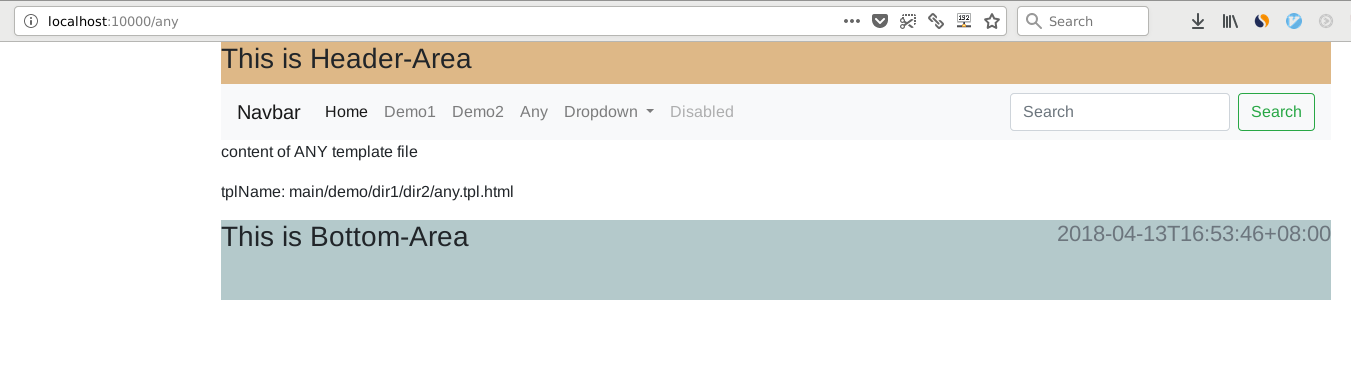 localhost:10000/any
192
Search
This is Header-Area
Navbar Home Demo1 Demo2 Any Dropdown Disabled Search Search
content of ANY template file
tplName: main/demo/dir1/dir2/any.tpl.html
This is Bottom-Area 2018-04-13T16:53:46+08:00